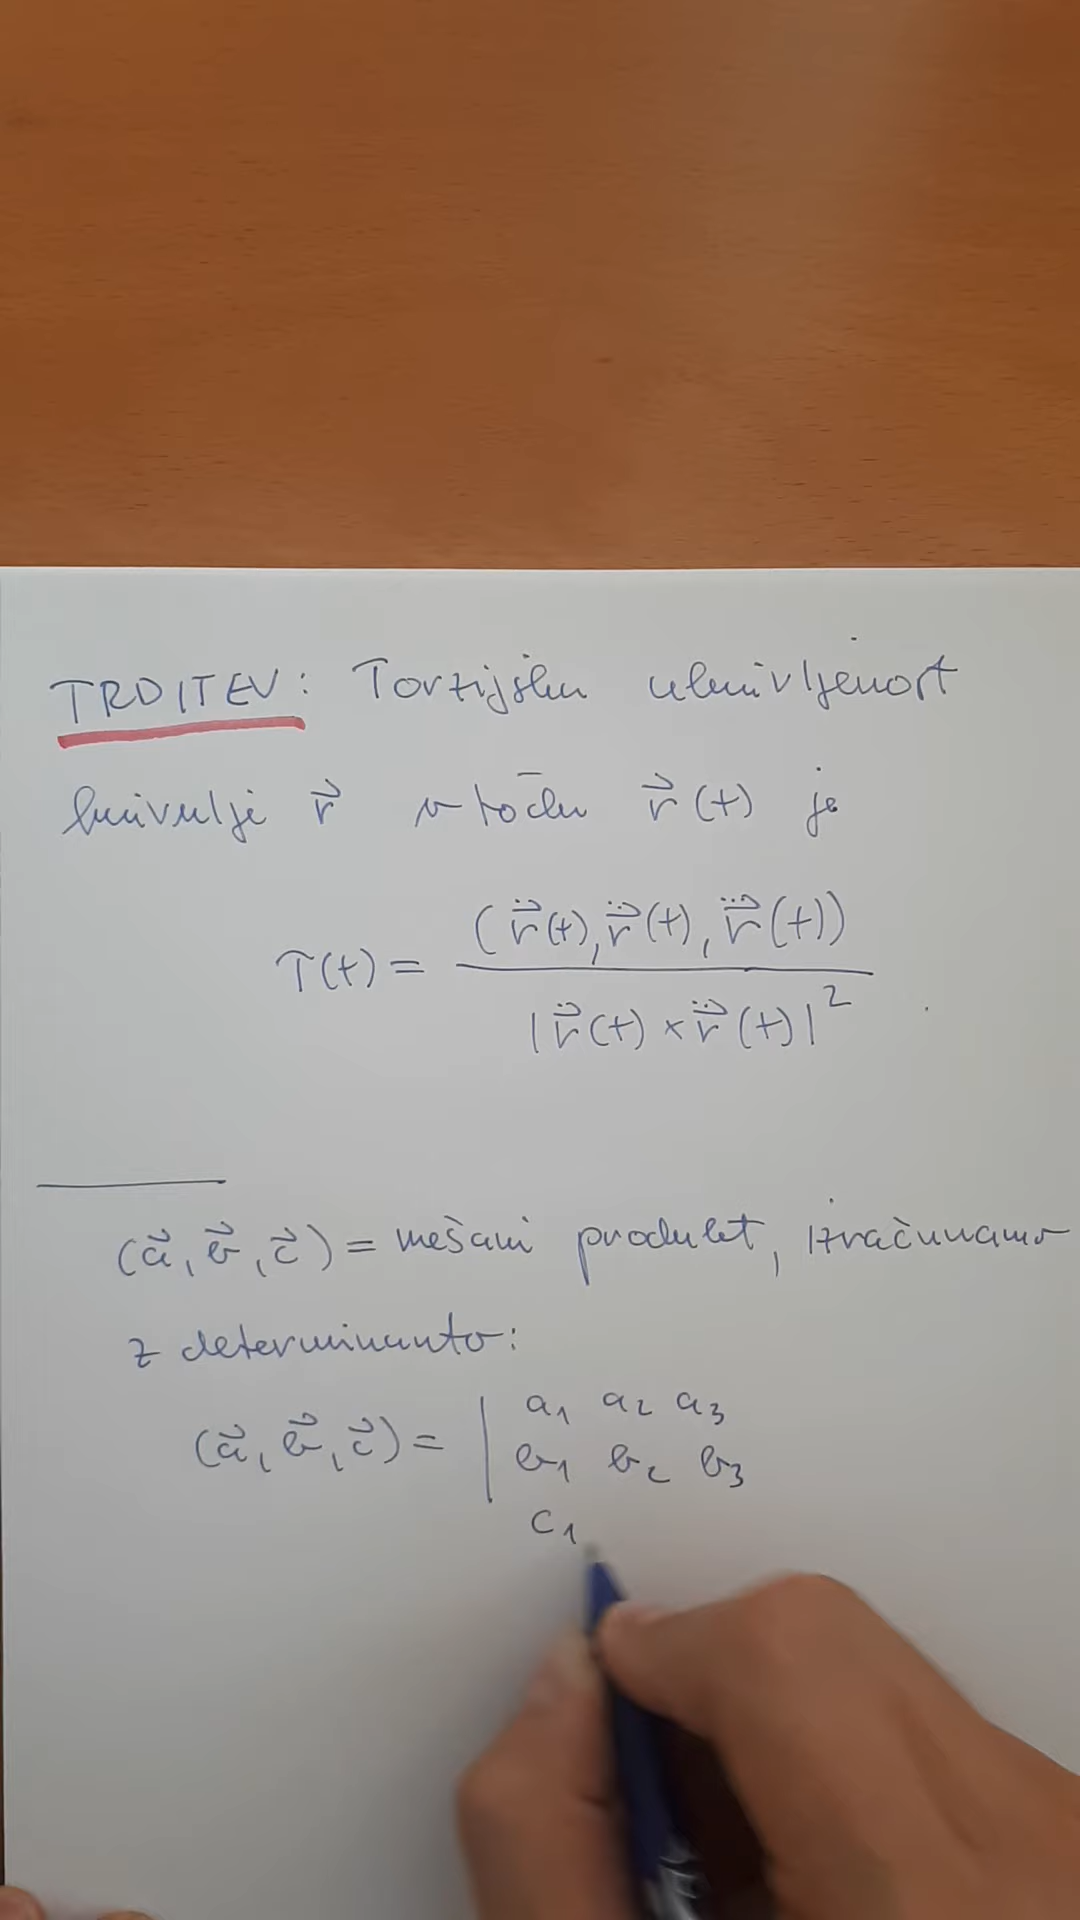 TRDITEV: Torzijska ukrivljenost
krivulje r⃗ v točki r⃗(t) je
τ(t) = (ṙ⃗(t), r̈⃗(t), r⃛⃗(t)) / |ṙ⃗(t) × r̈⃗(t)|²
(a⃗, b⃗, c⃗) = mešani produkt, izračunamo
z determinanto:
(a⃗, b⃗, c⃗) = | a₁ a₂ a₃
b₁ b₂ b₃
c₁